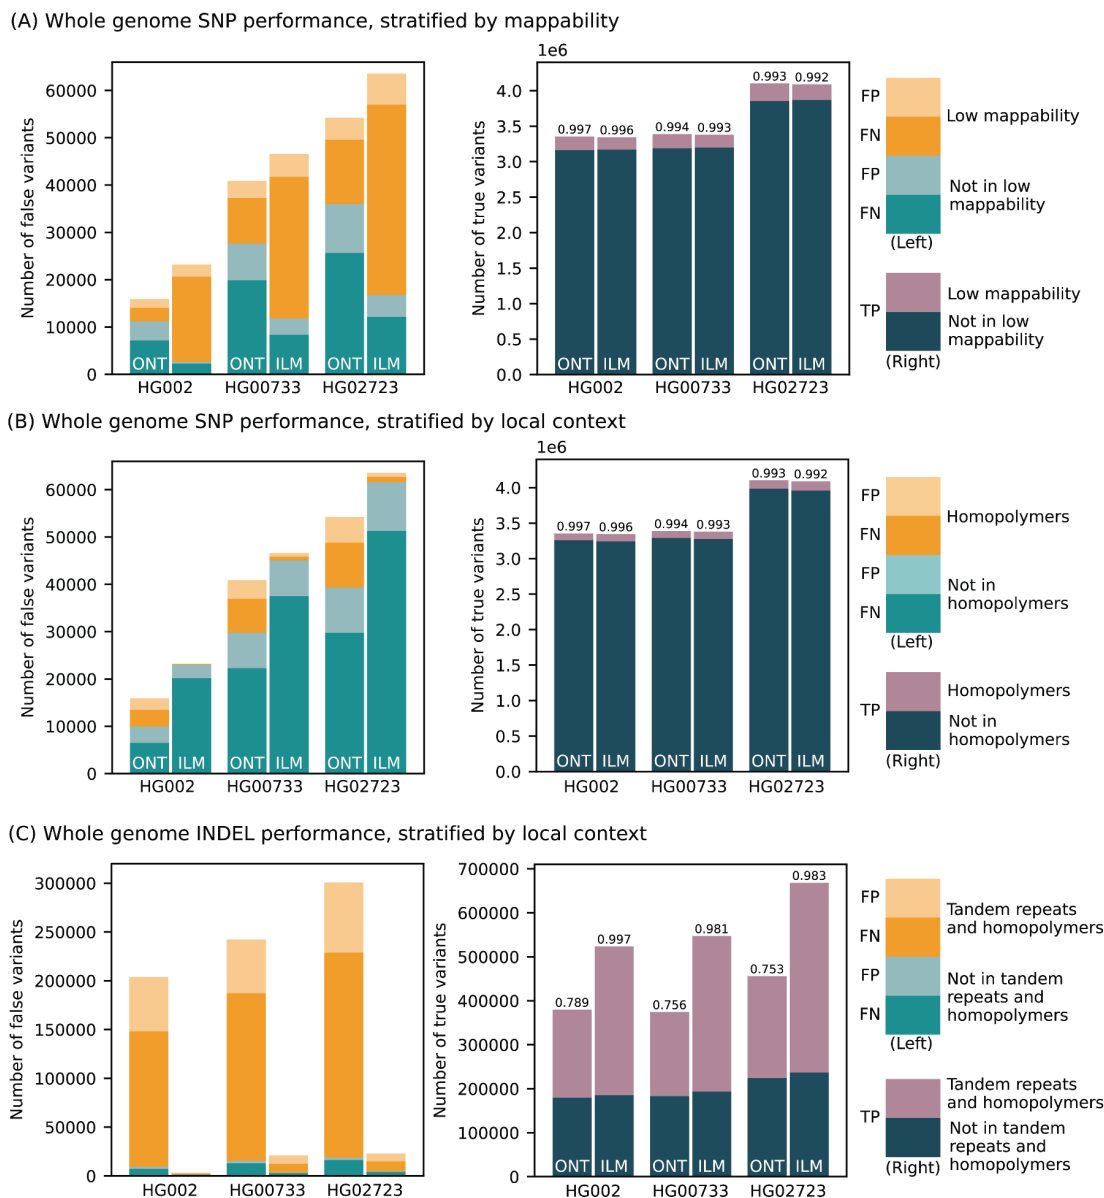 (A) Whole genome SNP performance, stratified by mappability
Number of false variants
60000
50000
40000
30000
20000
10000
0
ONT
ONT ILM
ONT ILM
HG002 HG00733 HG02723
1e6
Number of true variants
4.0
3.5
3.0
2.5
2.0
1.5
1.0
0.5
0.0
0.997 0.996
0.994 0.993
0.993 0.992
ONT ILM
ONT ILM
ONT ILM
HG002 HG00733 HG02723
FP
FN
Low mappability
FP
FN
Not in low
mappability
(Left)
TP
Low mappability
Not in low
mappability
(Right)
(B) Whole genome SNP performance, stratified by local context
Number of false variants
60000
50000
40000
30000
20000
10000
0
ONT ILM
ONT ILM
ONT ILM
HG002 HG00733 HG02723
1e6
Number of true variants
4.0
3.5
3.0
2.5
2.0
1.5
1.0
0.5
0.0
0.997 0.996
0.994 0.993
0.993 0.992
ONT ILM
ONT ILM
ONT ILM
HG002 HG00733 HG02723
FP
FN
Homopolymers
FP
FN
Not in
homopolymers
(Left)
TP
Homopolymers
Not in
homopolymers
(Right)
(C) Whole genome INDEL performance, stratified by local context
Number of false variants
300000
250000
200000
150000
100000
50000
0
HG002 HG00733 HG02723
Number of true variants
700000
600000
500000
400000
300000
200000
100000
0
0.789 0.997
0.756 0.981
0.753 0.983
ONT ILM
ONT ILM
ONT ILM
HG002 HG00733 HG02723
FP
FN
Tandem repeats
and homopolymers
FP
FN
Not in tandem
repeats and
homopolymers
(Left)
TP
Tandem repeats
and homopolymers
Not in tandem
repeats and
homopolymers
(Right)